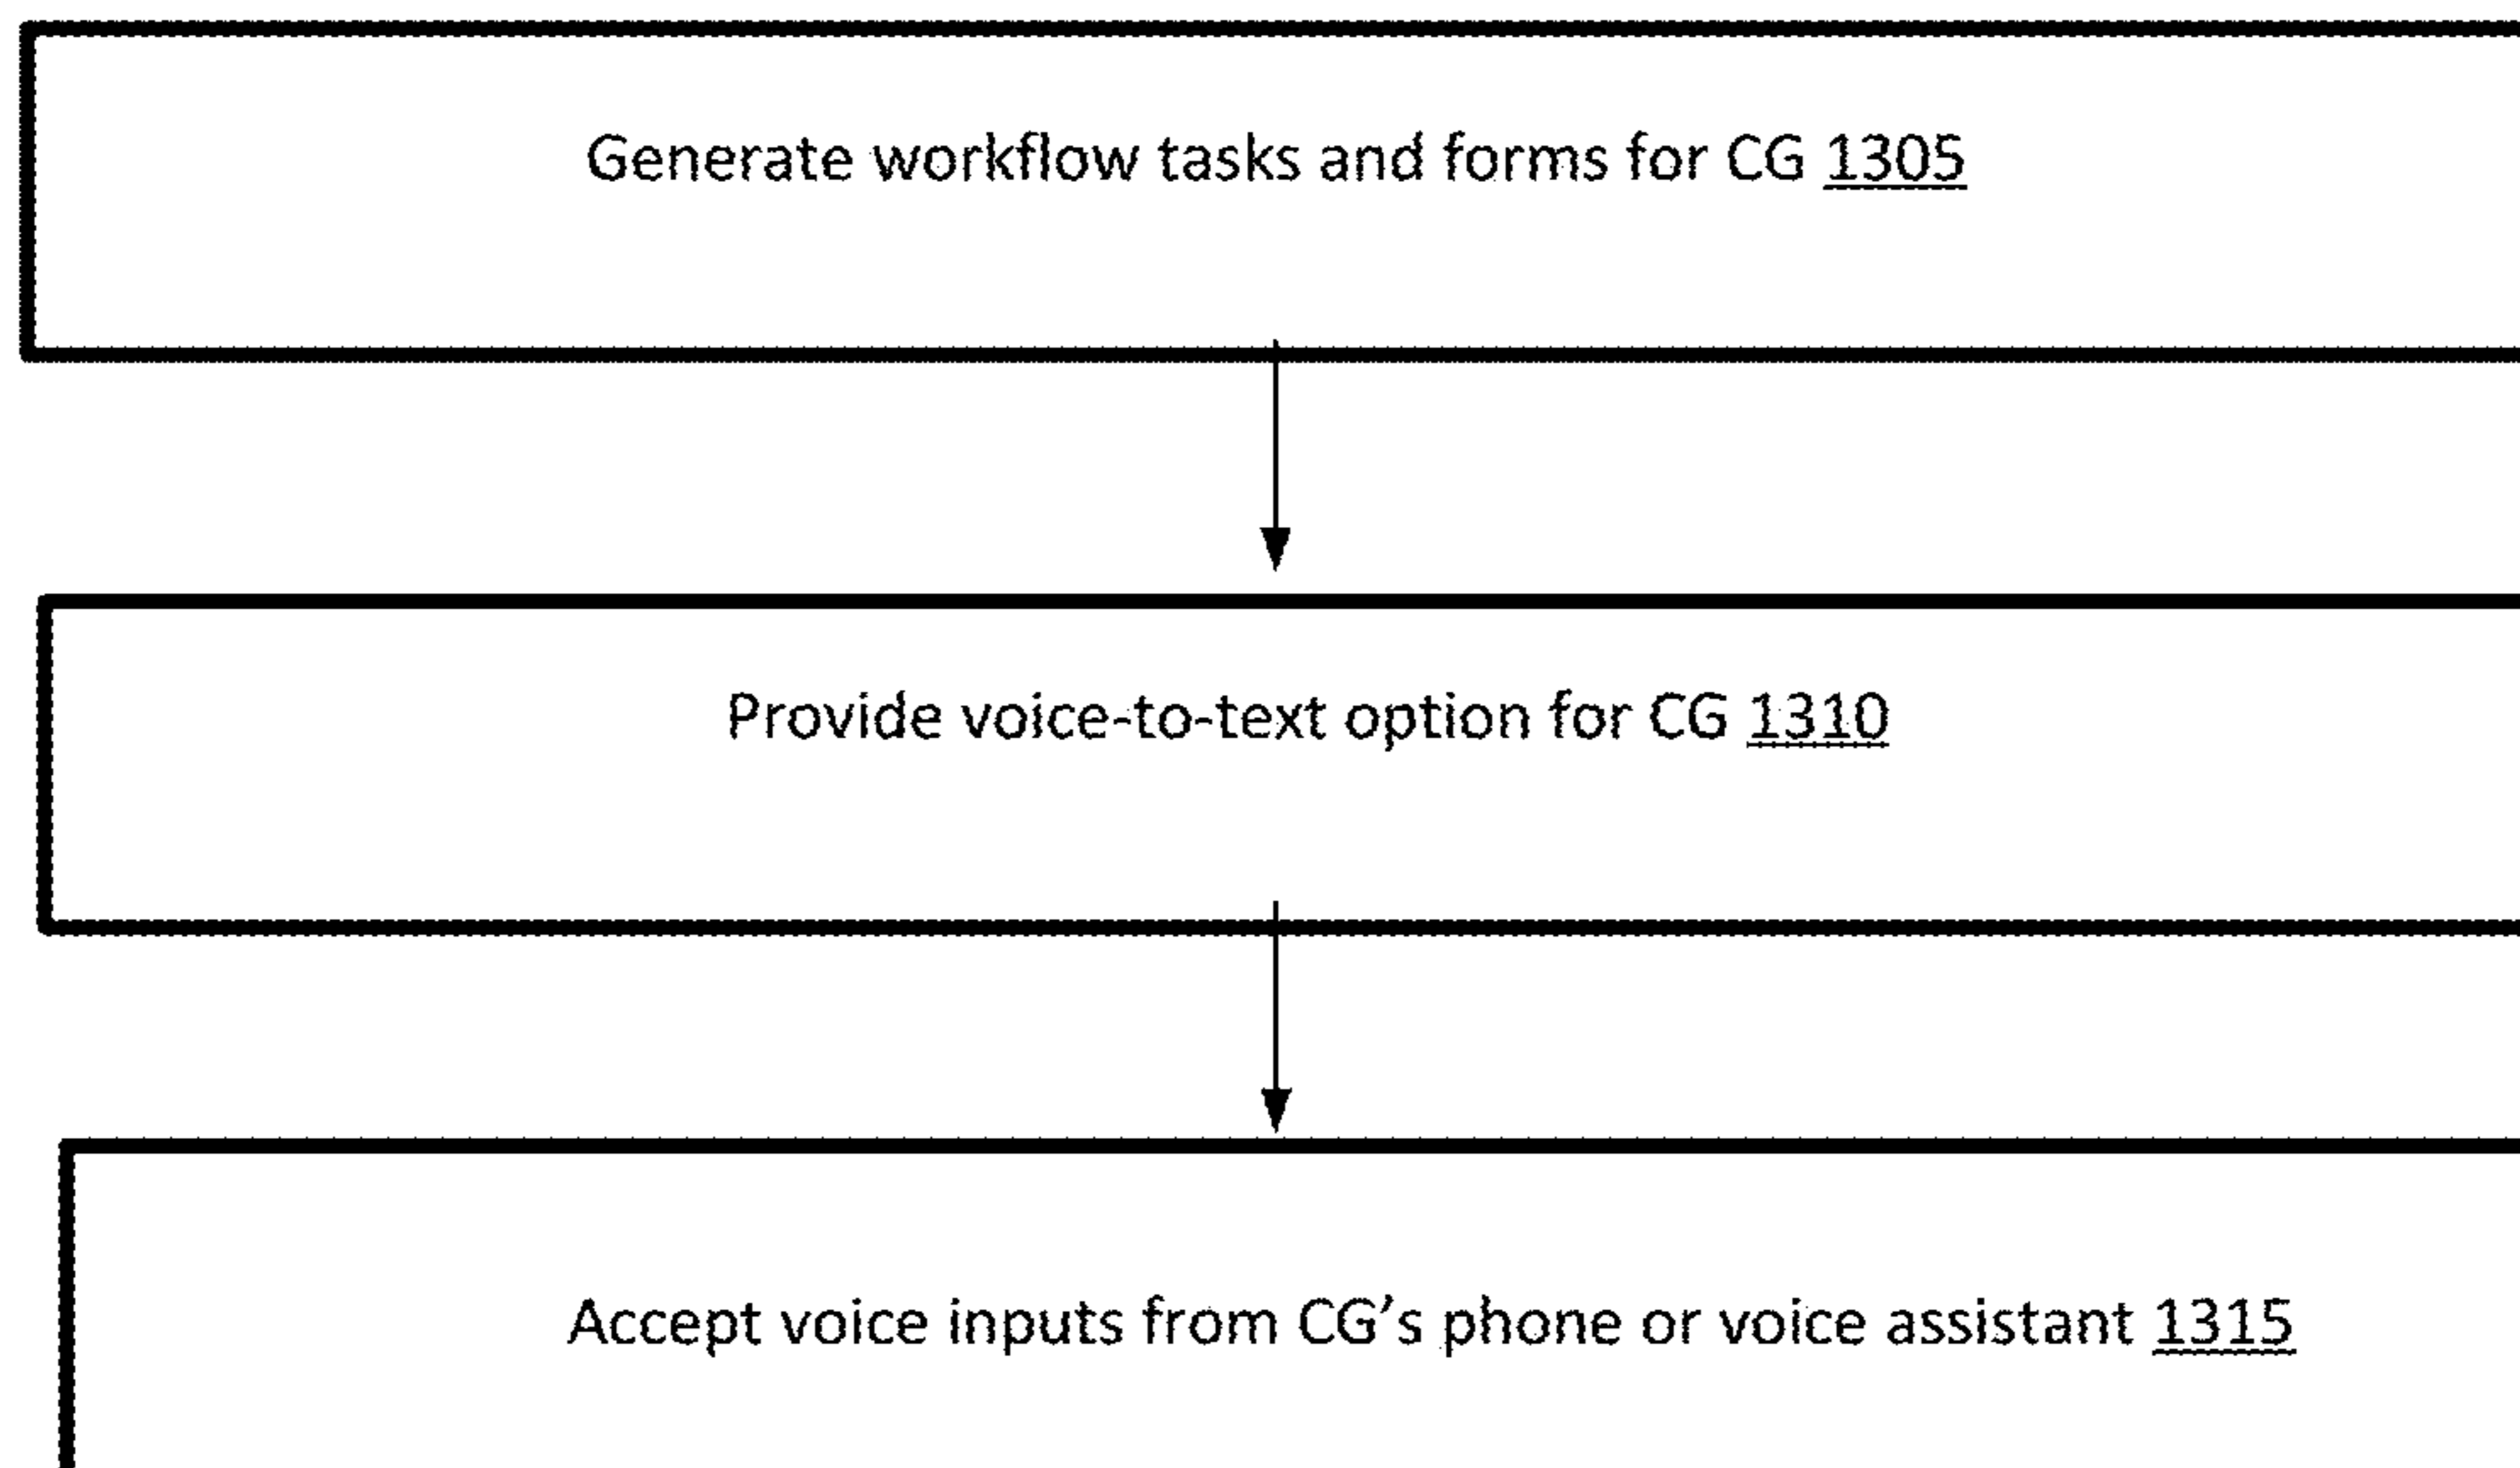 Generate workflow tasks and forms for CG 1305
Provide voice-to-text option for CG 1310
Accept voice inputs from CG’s phone or voice assistant 1315